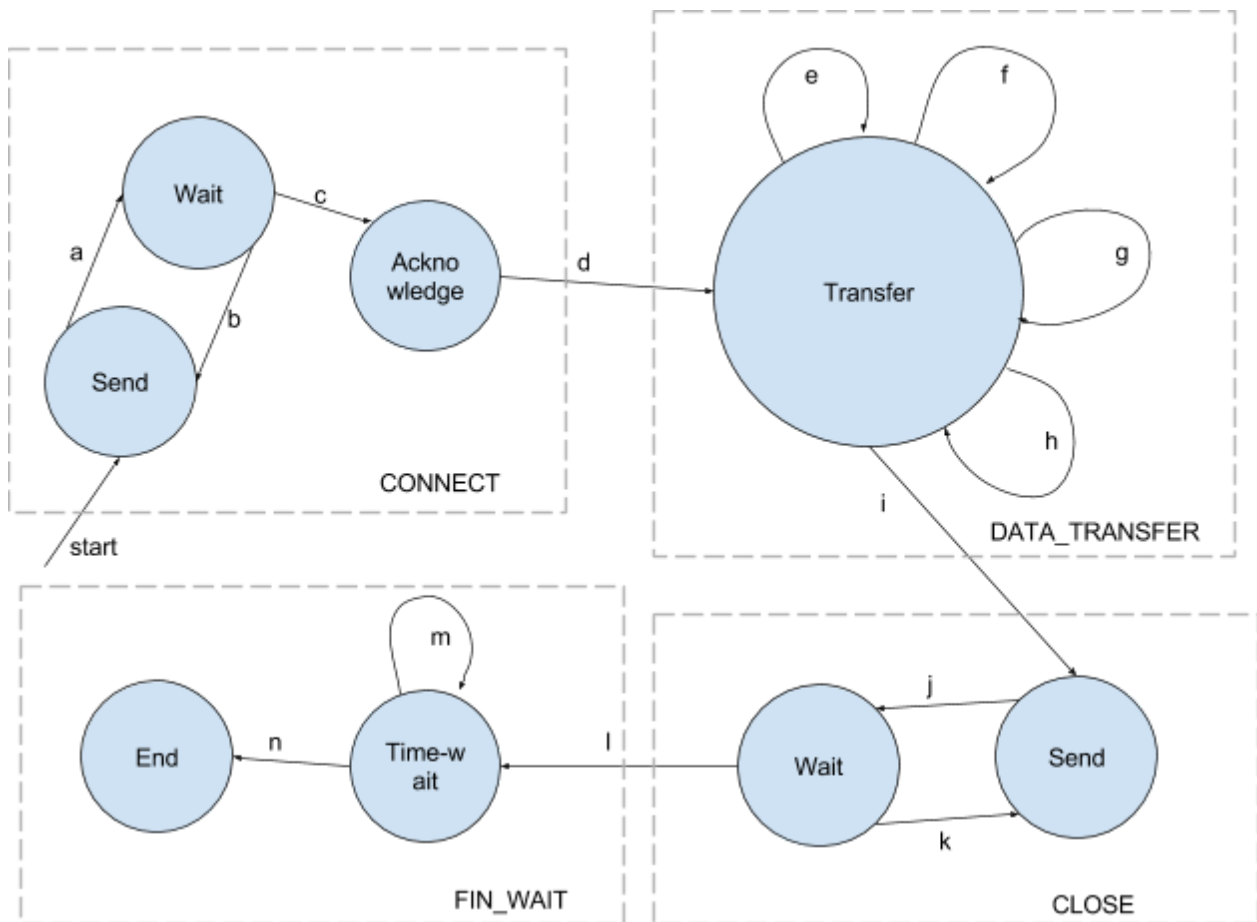 Wait
c
a
Ackno
wledge
b
Send
CONNECT
start
d
e
f
g
Transfer
h
i
DATA_TRANSFER
j
Send
Wait
k
CLOSE
l
m
Time-w
ait
n
End
FIN_WAIT